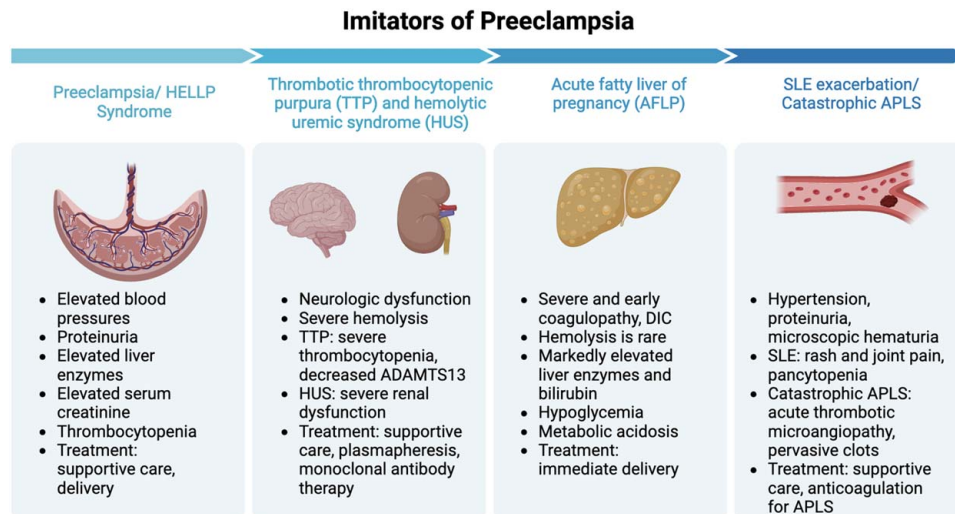 Imitators of Preeclampsia
Preeclampsia/ HELLP
Syndrome
• Elevated blood
pressures
• Proteinuria
• Elevated liver
enzymes
• Elevated serum
creatinine
• Thrombocytopenia
• Treatment:
supportive care,
delivery
Thrombotic thrombocytopenic
purpura (TTP) and hemolytic
uremic syndrome (HUS)
• Neurologic dysfunction
• Severe hemolysis
• TTP: severe
thrombocytopenia,
decreased ADAMTS13
• HUS: severe renal
dysfunction
• Treatment: supportive
care, plasmapheresis,
monoclonal antibody
therapy
Acute fatty liver of
pregnancy (AFLP)
• Severe and early
coagulopathy, DIC
• Hemolysis is rare
• Markedly elevated
liver enzymes and
bilirubin
• Hypoglycemia
• Metabolic acidosis
• Treatment:
immediate delivery
SLE exacerbation/
Catastrophic APLS
• Hypertension,
proteinuria,
microscopic hematuria
• SLE: rash and joint pain,
pancytopenia
• Catastrophic APLS:
acute thrombotic
microangiopathy,
pervasive clots
• Treatment: supportive
care, anticoagulation
for APLS